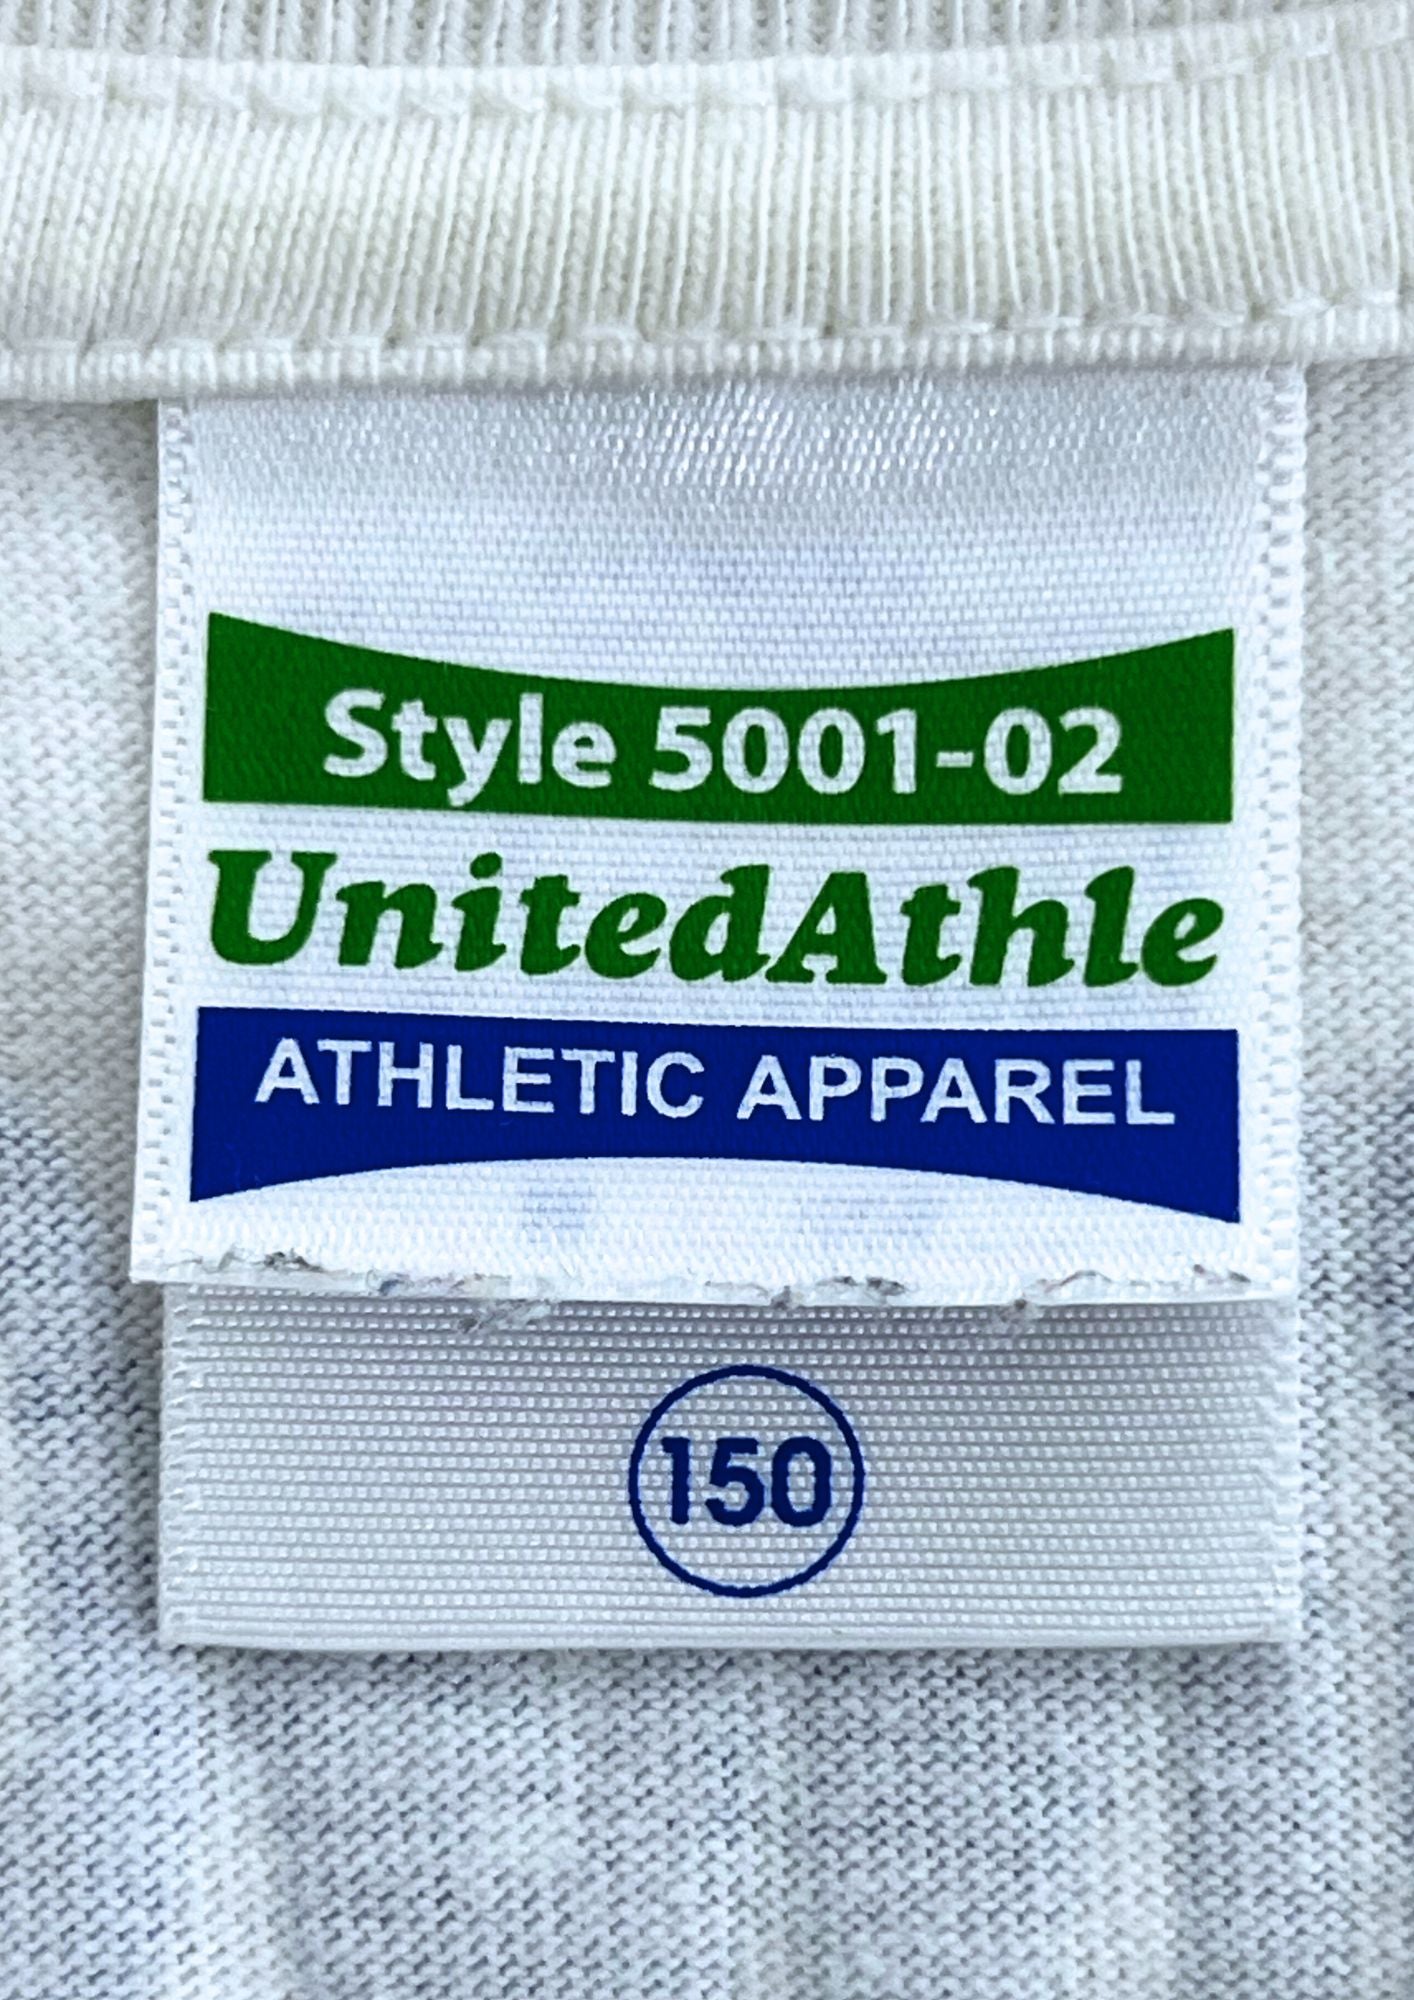 Style 5001-02
UnitedAthle
ATHLETIC APPAREL
150